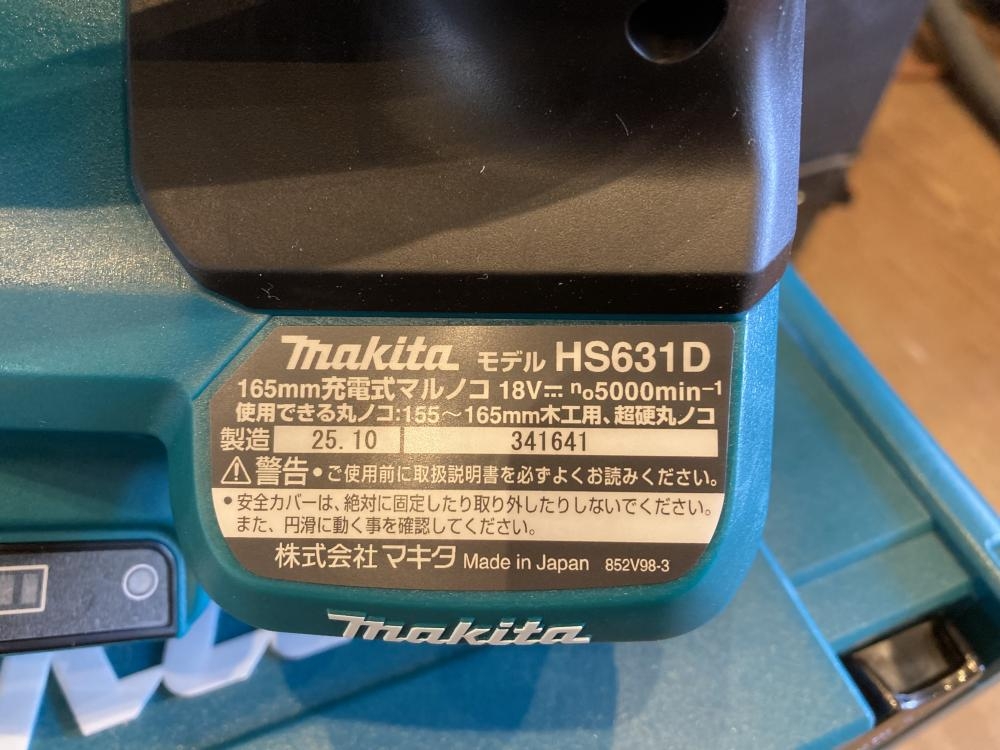 makita モデル HS631D
165mm充電式マルノコ 18V⎓ n₀5000min⁻¹
使用できる丸ノコ:155～165mm木工用、超硬丸ノコ
製造 25.10 341641
⚠警告 •ご使用前に取扱説明書を必ずよくお読みください。
•安全カバーは、絶対に固定したり取り外したりしないでください。
また、円滑に動く事を確認してください。
株式会社 マキタ Made in Japan 852V98-3
makita